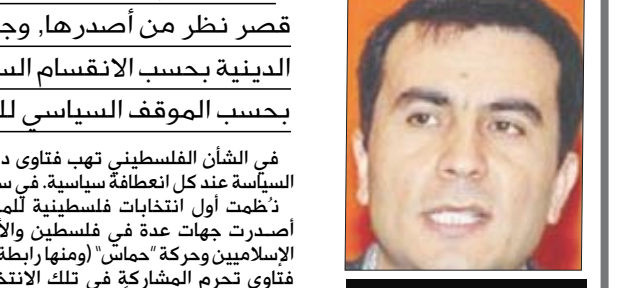 قصر نظر من أصدرها, وج
الدينية بحسب الانقسام الس
بحسب الموقف السياسي لل
في الشأن الفلسطيني تهب فتاوى د
السياسة عند كل انعطافة سياسية. في س
نُظمت أول انتخابات فلسطينية للم
أصدرت جهات عدة في فلسطين والأ
الإسلاميين وحركة "حماس" (ومنها رابطة
فتاوى تحرم المشاركة في تلك الانتخ